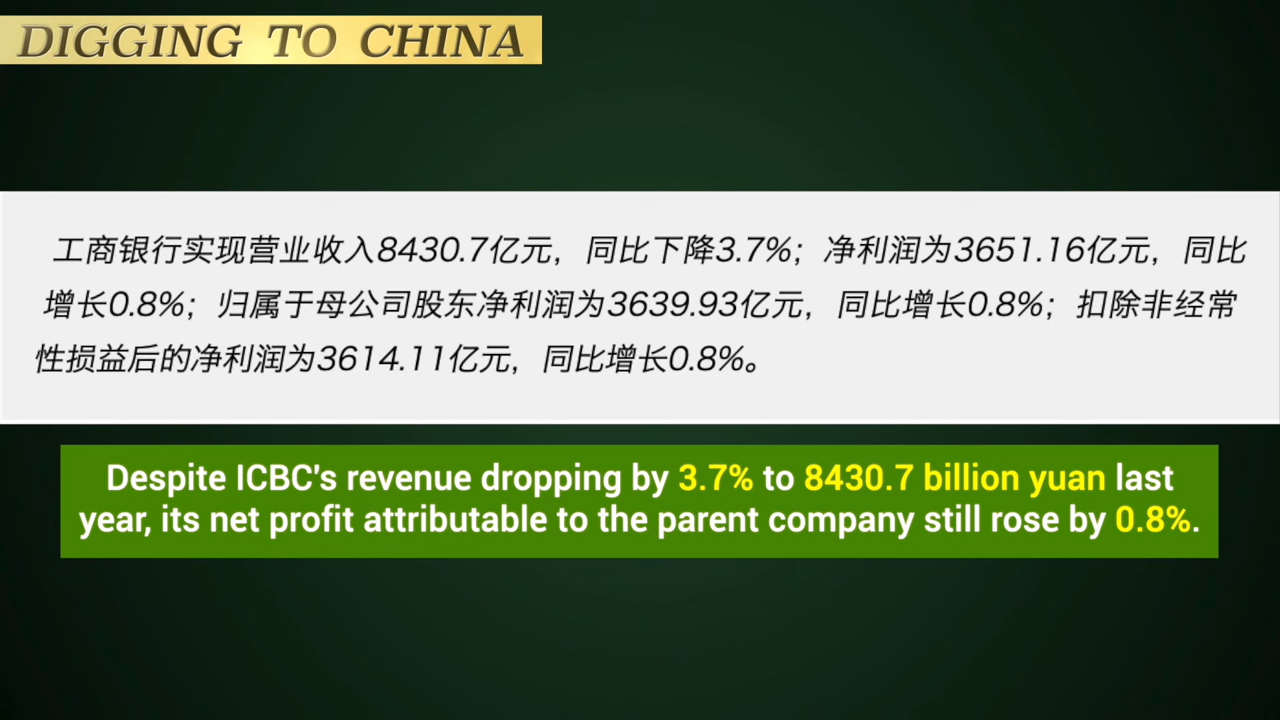 DIGGING TO CHINA
工商银行实现营业收入8430.7亿元，同比下降3.7%；净利润为3651.16亿元，同比
增长0.8%；归属于母公司股东净利润为3639.93亿元，同比增长0.8%；扣除非经常
性损益后的净利润为3614.11亿元，同比增长0.8%。
Despite ICBC's revenue dropping by 3.7% to 8430.7 billion yuan last
year, its net profit attributable to the parent company still rose by 0.8%.